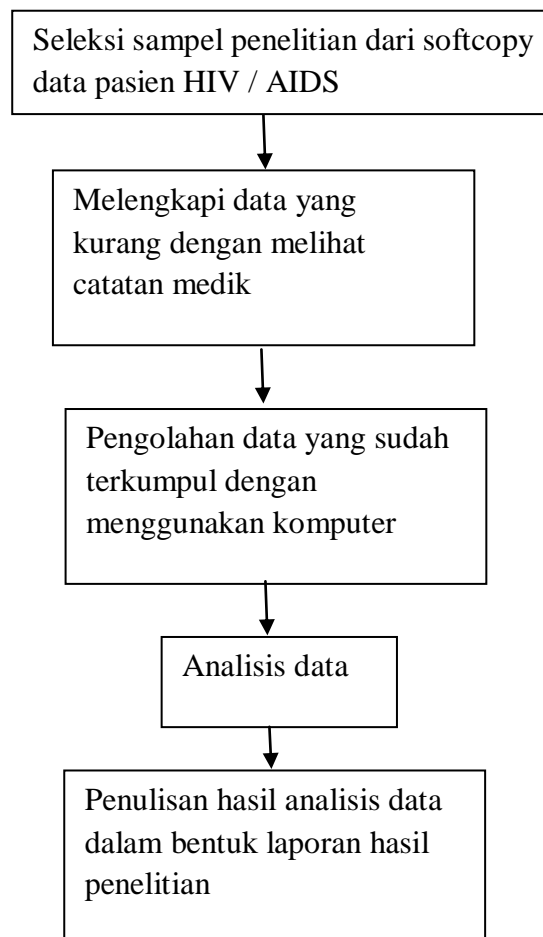 Seleksi sampel penelitian dari softcopy
data pasien HIV / AIDS
Melengkapi data yang
kurang dengan melihat
catatan medik
Pengolahan data yang sudah
terkumpul dengan
menggunakan komputer
Analisis data
Penulisan hasil analisis data
dalam bentuk laporan hasil
penelitian